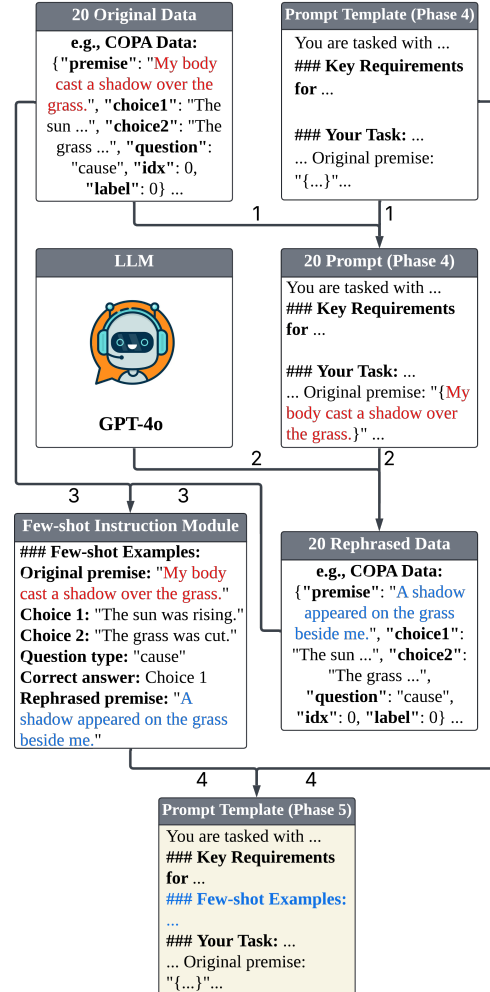 20 Original Data
e.g., COPA Data:
{"premise": "My body
cast a shadow over the
grass.", "choice1": "The
sun ...", "choice2": "The
grass ...", "question":
"cause", "idx": 0,
"label": 0} ...
Prompt Template (Phase 4)
You are tasked with ...
### Key Requirements
for ...
### Your Task: ...
... Original premise:
"{...}"...
1
1
LLM
GPT-4o
20 Prompt (Phase 4)
You are tasked with ...
### Key Requirements
for ...
### Your Task: ...
... Original premise: "{My
body cast a shadow over
the grass.}" ...
2
2
3
3
Few-shot Instruction Module
### Few-shot Examples:
Original premise: "My body
cast a shadow over the grass."
Choice 1: "The sun was rising."
Choice 2: "The grass was cut."
Question type: "cause"
Correct answer: Choice 1
Rephrased premise: "A
shadow appeared on the grass
beside me."
20 Rephrased Data
e.g., COPA Data:
{"premise": "A shadow
appeared on the grass
beside me.", "choice1":
"The sun ...", "choice2":
"The grass ...",
"question": "cause",
"idx": 0, "label": 0} ...
4
4
Prompt Template (Phase 5)
You are tasked with ...
### Key Requirements
for ...
### Few-shot Examples:
...
### Your Task: ...
... Original premise:
"{...}"...